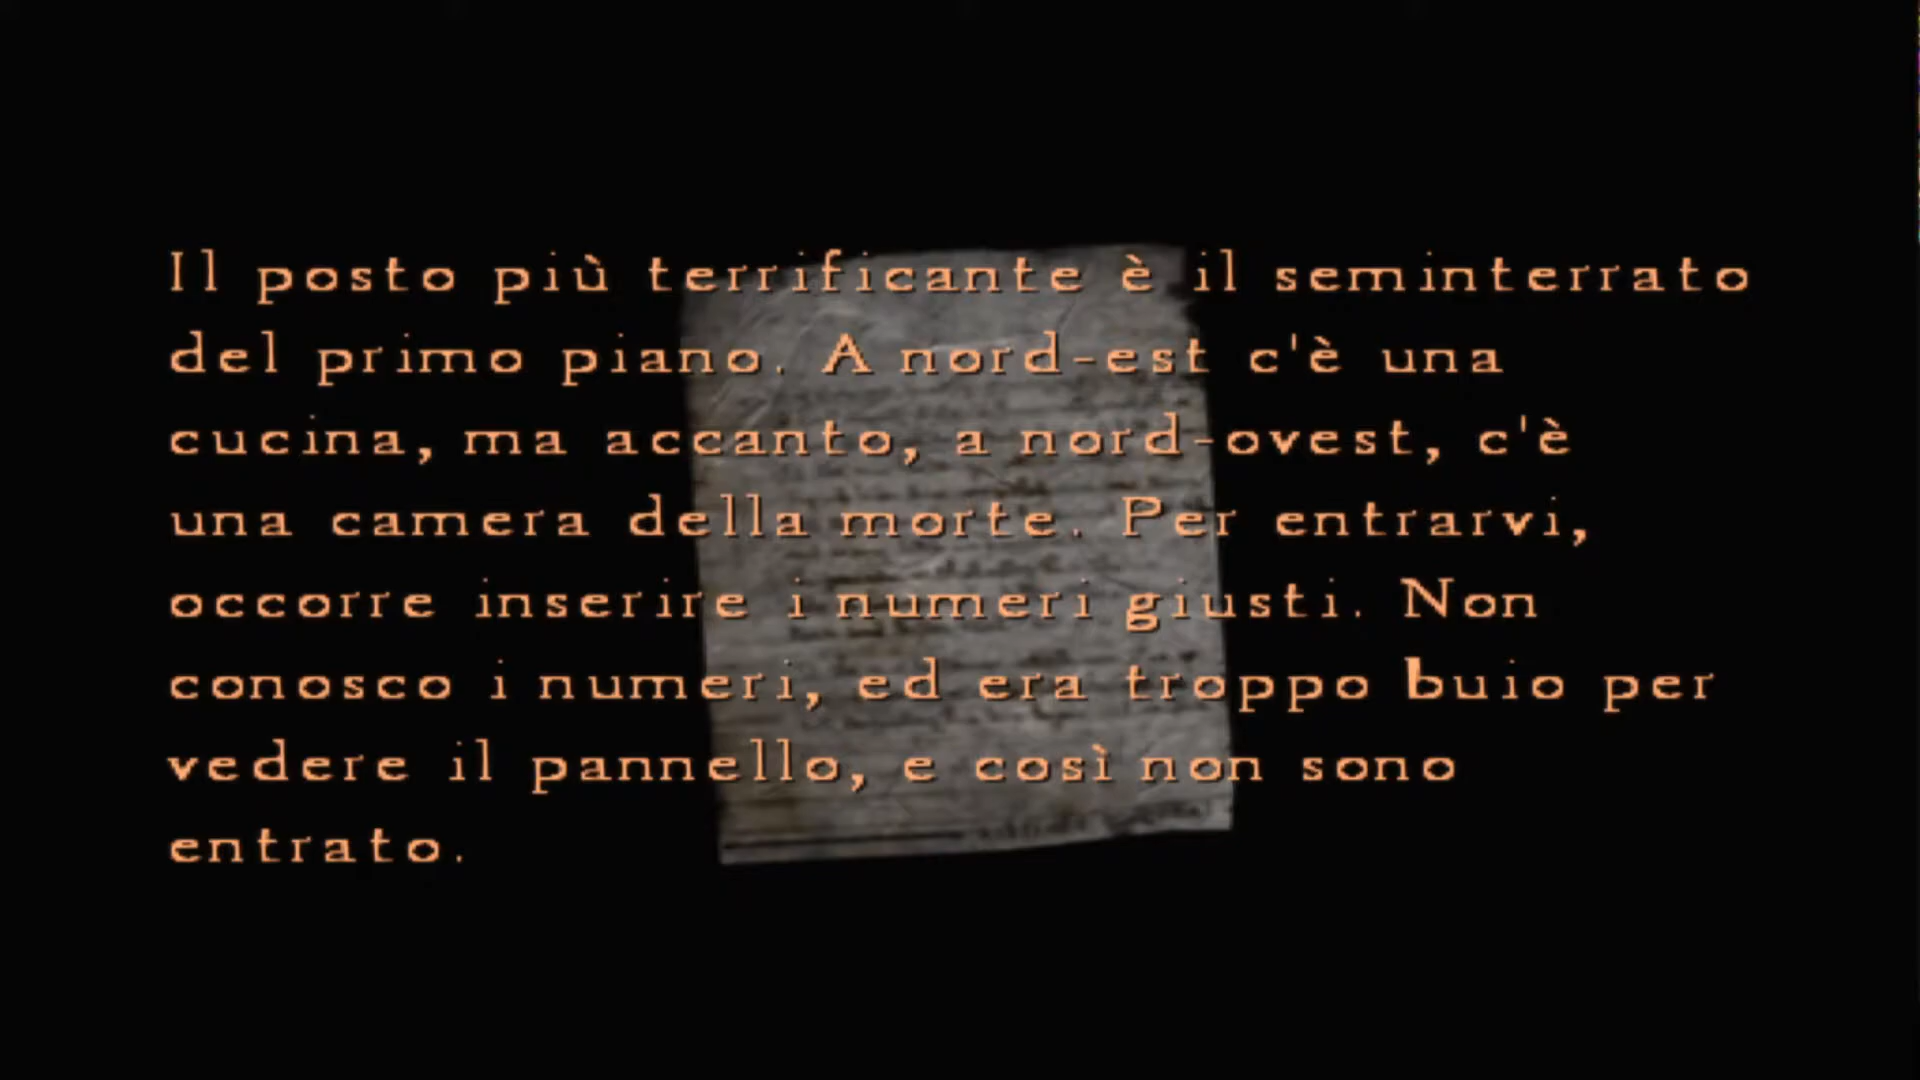 Il posto più terrificante è il seminterrato
del primo piano. A nord-est c'è una
cucina, ma accanto, a nord-ovest, c'è
una camera della morte. Per entrarvi,
occorre inserire i numeri giusti. Non
conosco i numeri, ed era troppo buio per
vedere il pannello, e così non sono
entrato.